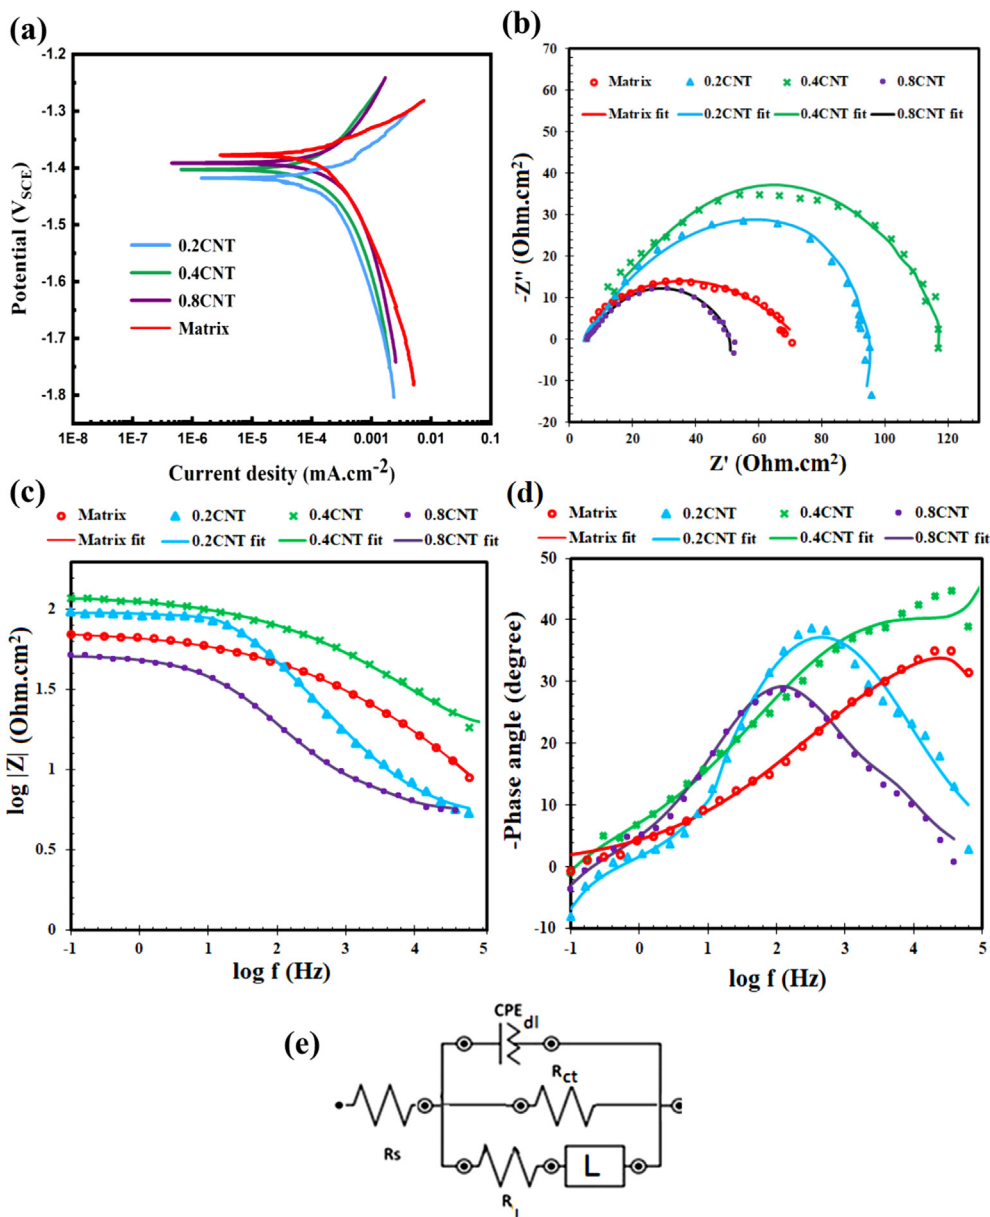 (a)
-1.2
-1.3
-1.4
-1.5
-1.6
-1.7
-1.8
Potential (VSCE)
0.2CNT
0.4CNT
0.8CNT
Matrix
1E-8 1E-7 1E-6 1E-5 1E-4 0.001 0.01 0.1
Current desity (mA.cm-2)
(b)
70
60
50
40
30
20
10
0
-10
-20
-Z'' (Ohm.cm2)
Matrix 0.2CNT 0.4CNT 0.8CNT
Matrix fit 0.2CNT fit 0.4CNT fit 0.8CNT fit
0 20 40 60 80 100 120
Z' (Ohm.cm2)
(c)
Matrix 0.2CNT 0.4CNT 0.8CNT
Matrix fit 0.2CNT fit 0.4CNT fit 0.8CNT fit
2
1.5
1
0.5
0
log |Z| (Ohm.cm2)
-1 0 1 2 3 4 5
log f (Hz)
(d)
Matrix 0.2CNT 0.4CNT 0.8CNT
Matrix fit 0.2CNT fit 0.4CNT fit 0.8CNT fit
50
40
30
20
10
0
-10
-Phase angle (degree)
-1 0 1 2 3 4 5
log f (Hz)
(e)
CPE
dl
Rct
Rs
L
RL